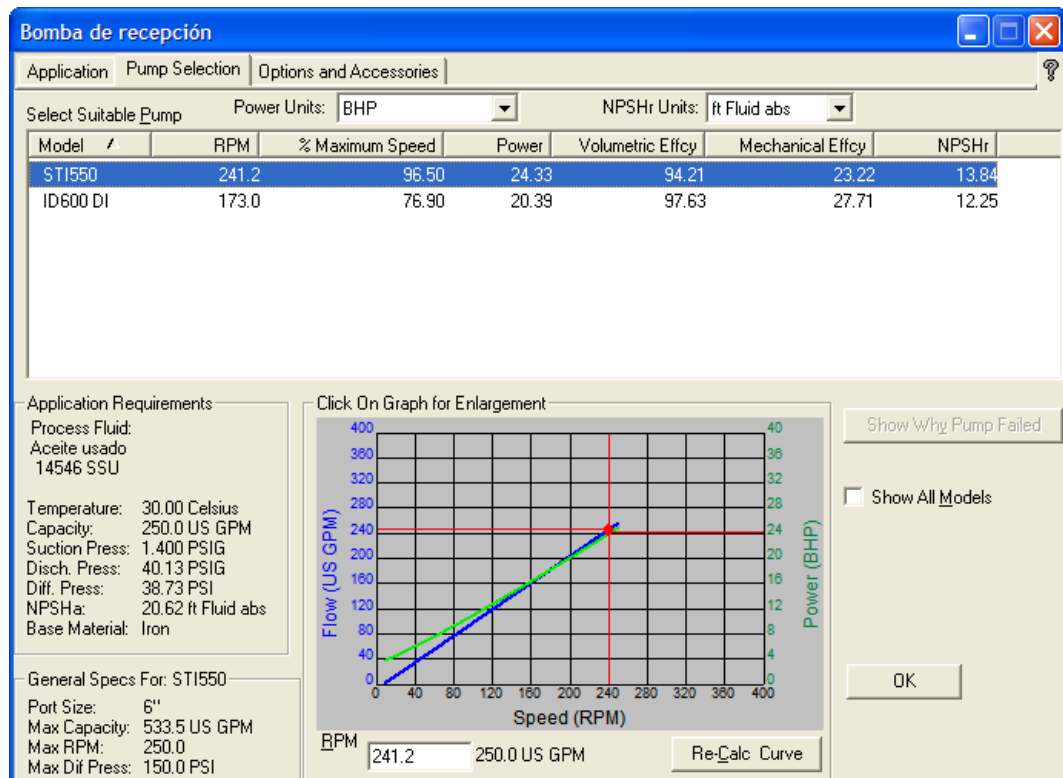 Bomba de recepción
Application Pump Selection Options and Accessories ?
Select Suitable Pump Power Units: BHP NPSHr Units: ft Fluid abs
Model RPM % Maximum Speed Power Volumetric Effcy Mechanical Effcy NPSHr
STI550 241.2 96.50 24.33 94.21 23.22 13.84
ID600 DI 173.0 76.90 20.39 97.63 27.71 12.25
Application Requirements
Process Fluid:
Aceite usado
14546 SSU
Temperature: 30.00 Celsius
Capacity: 250.0 US GPM
Suction Press: 1.400 PSIG
Disch. Press: 40.13 PSIG
Diff. Press: 38.73 PSI
NPSHa: 20.62 ft Fluid abs
Base Material: Iron
General Specs For: STI550
Port Size: 6"
Max Capacity: 533.5 US GPM
Max RPM: 250.0
Max Dif Press: 150.0 PSI
Click On Graph for Enlargement
Flow (US GPM)
400
360
320
280
240
200
160
120
80
40
0
40
36
32
28
24
20
16
12
8
4
0
Power (BHP)
0 40 80 120 160 200 240 280 320 360 400
Speed (RPM)
RPM 241.2 250.0 US GPM Re-Calc Curve
Show Why Pump Failed
Show All Models
OK